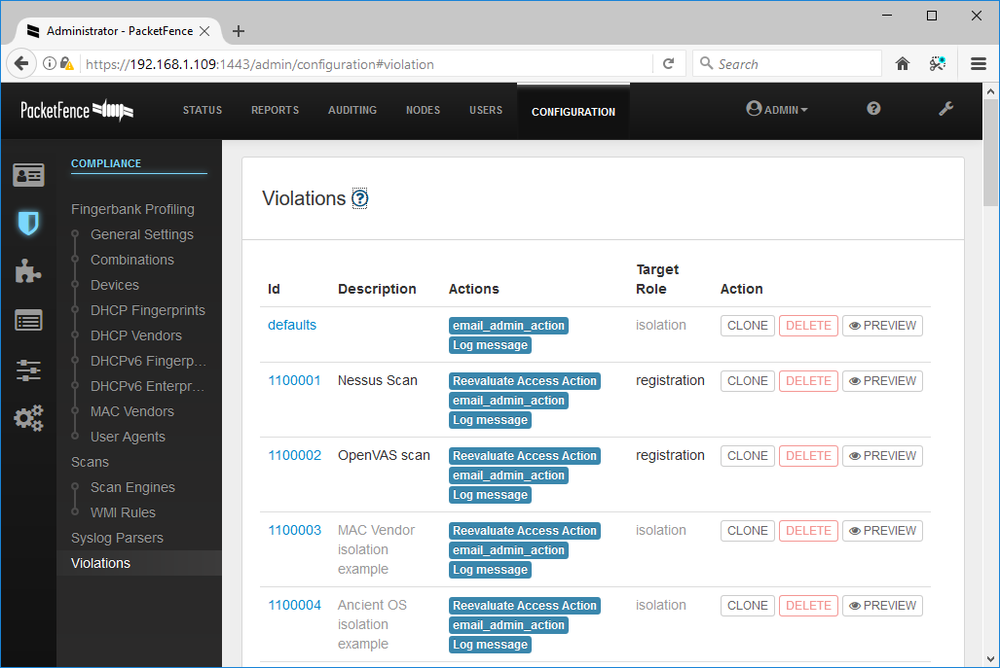 Administrator - PacketFence
https://192.168.1.109:1443/admin/configuration#violation
Search
PacketFence
STATUS REPORTS AUDITING NODES USERS CONFIGURATION ADMIN
COMPLIANCE
Fingerbank Profiling
General Settings
Combinations
Devices
DHCP Fingerprints
DHCP Vendors
DHCPv6 Fingerp...
DHCPv6 Enterpr...
MAC Vendors
User Agents
Scans
Scan Engines
WMI Rules
Syslog Parsers
Violations
Violations ?
Id Description Actions Target Role Action
defaults email_admin_action isolation CLONE DELETE PREVIEW
Log message
1100001 Nessus Scan Reevaluate Access Action registration CLONE DELETE PREVIEW
email_admin_action
Log message
1100002 OpenVAS scan Reevaluate Access Action registration CLONE DELETE PREVIEW
email_admin_action
Log message
1100003 MAC Vendor Reevaluate Access Action isolation CLONE DELETE PREVIEW
isolation email_admin_action
example Log message
1100004 Ancient OS Reevaluate Access Action isolation CLONE DELETE PREVIEW
isolation email_admin_action
example Log message